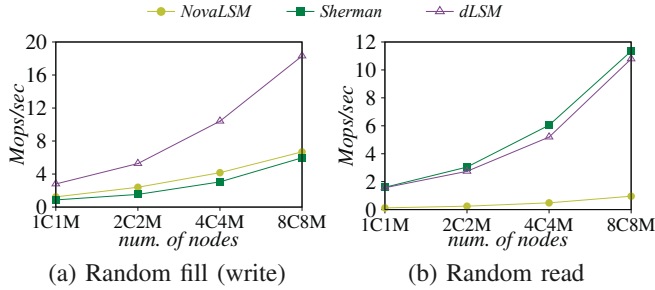 NovaLSM Sherman dLSM
20
16
12
8
4
0
Mops/sec
1C1M 2C2M 4C4M 8C8M
num. of nodes
(a) Random fill (write)
12
10
8
6
4
2
0
Mops/sec
1C1M 2C2M 4C4M 8C8M
num. of nodes
(b) Random read